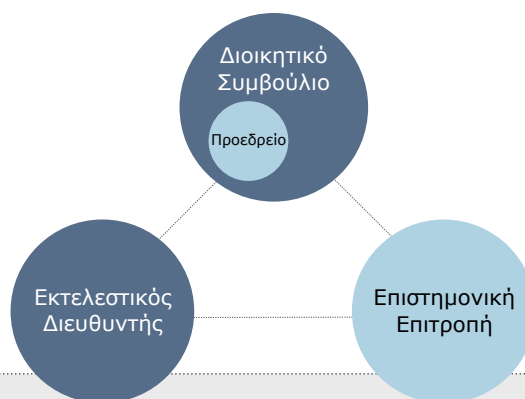 Διοικητικό
Συμβούλιο
Προεδρείο
Εκτελεστικός
Διευθυντής
Επιστημονική
Επιτροπή